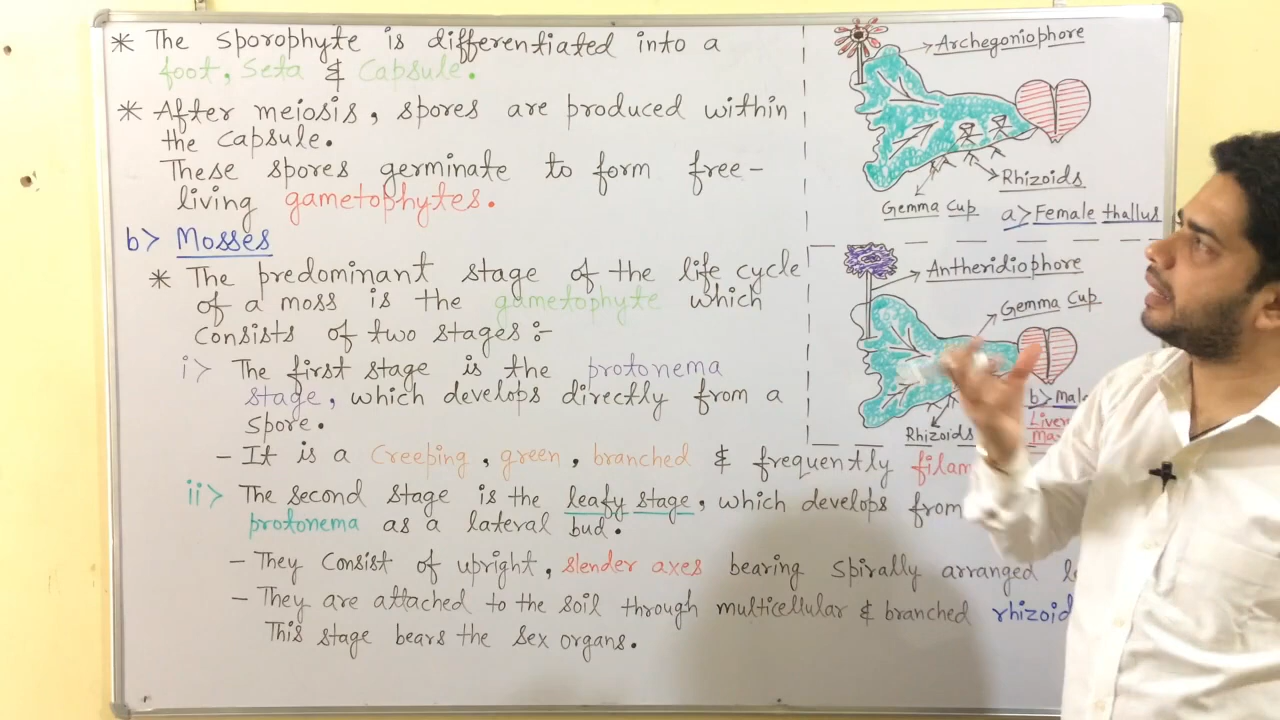 * The sporophyte is differentiated into a
foot, Seta & Capsule.
* After meiosis, spores are produced within
the capsule.
These spores germinate to form free-
living gametophytes.
b> Mosses
* The predominant stage of the life cycle
of a moss is the gametophyte which
consists of two stages :-
i> The first stage is the protonema
stage, which develops directly from a
spore.
- It is a creeping, green, branched & frequently
ii> The second stage is the leafy stage, which develops from
protonema as a lateral bud.
- They consist of upright, slender axes bearing spirally arranged
- They are attached to the soil through multicellular & branched
This stage bears the sex organs.
Archegoniophore
Rhizoids
Gemma Cup
a> Female thallus
Antheridiophore
Gemma Cup
Rhizoids
b>